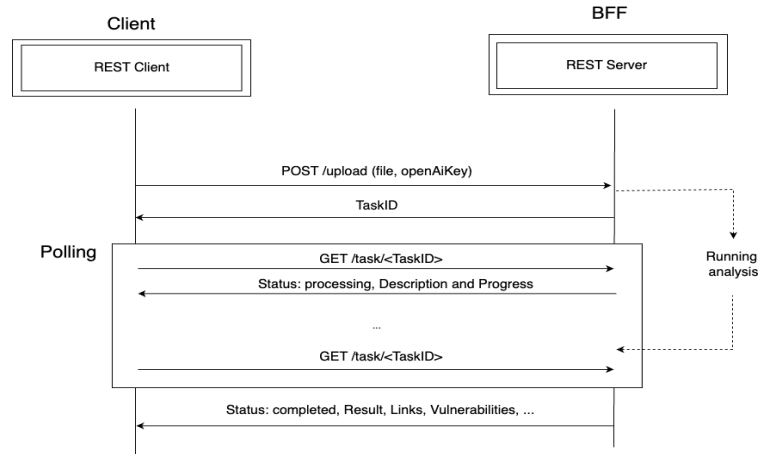 Client
BFF
REST Client
REST Server
POST /upload (file, openAiKey)
TaskID
Polling
GET /task/<TaskID>
Status: processing, Description and Progress
Running
analysis
...
GET /task/<TaskID>
Status: completed, Result, Links, Vulnerabilities, ...